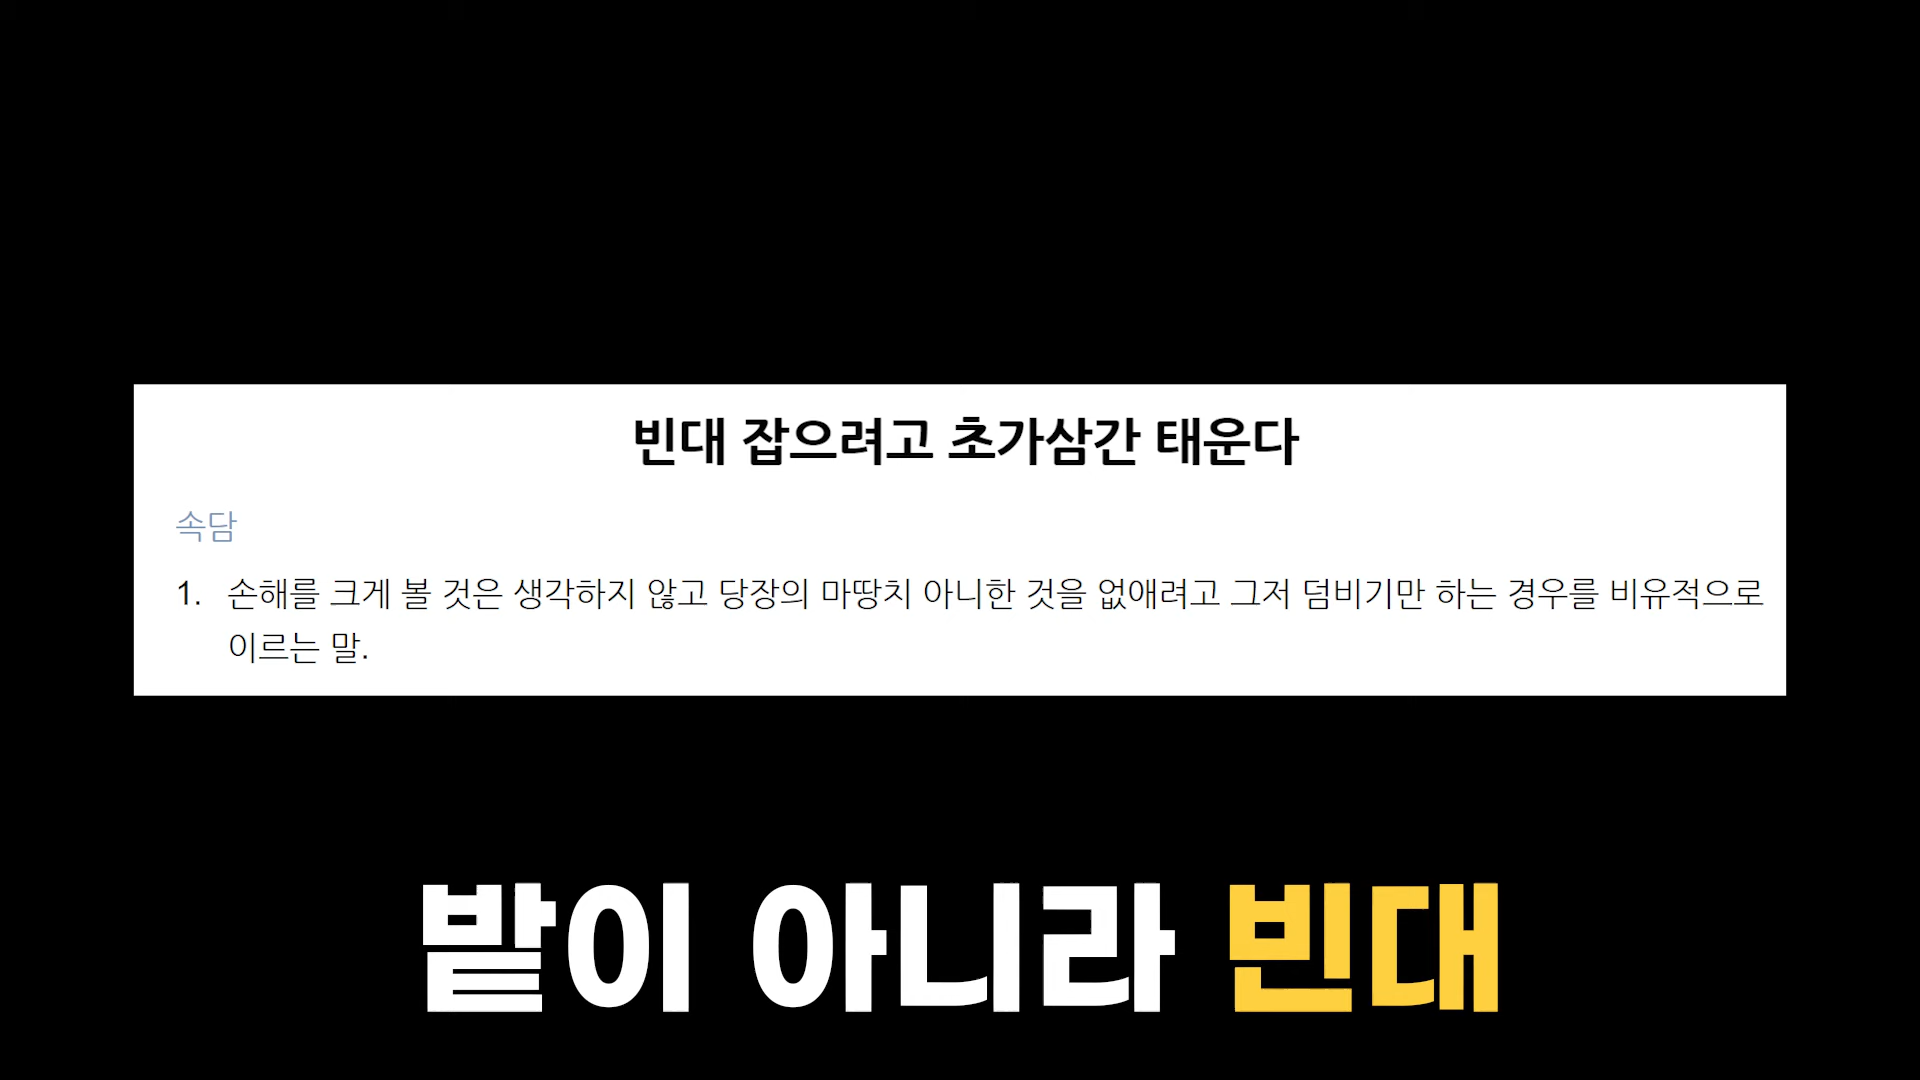 빈대 잡으려고 초가삼간 태운다
속담
1. 손해를 크게 볼 것은 생각하지 않고 당장의 마땅치 아니한 것을 없애려고 그저 덤비기만 하는 경우를 비유적으로
이르는 말.
밭이 아니라 빈대